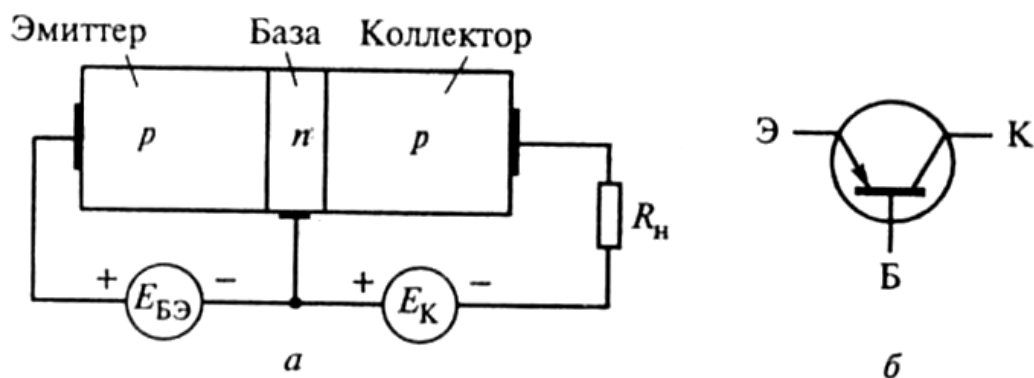 Эмиттер База Коллектор
p n p
Э К
Rн
Б
+ EБЭ − + EК −
а б